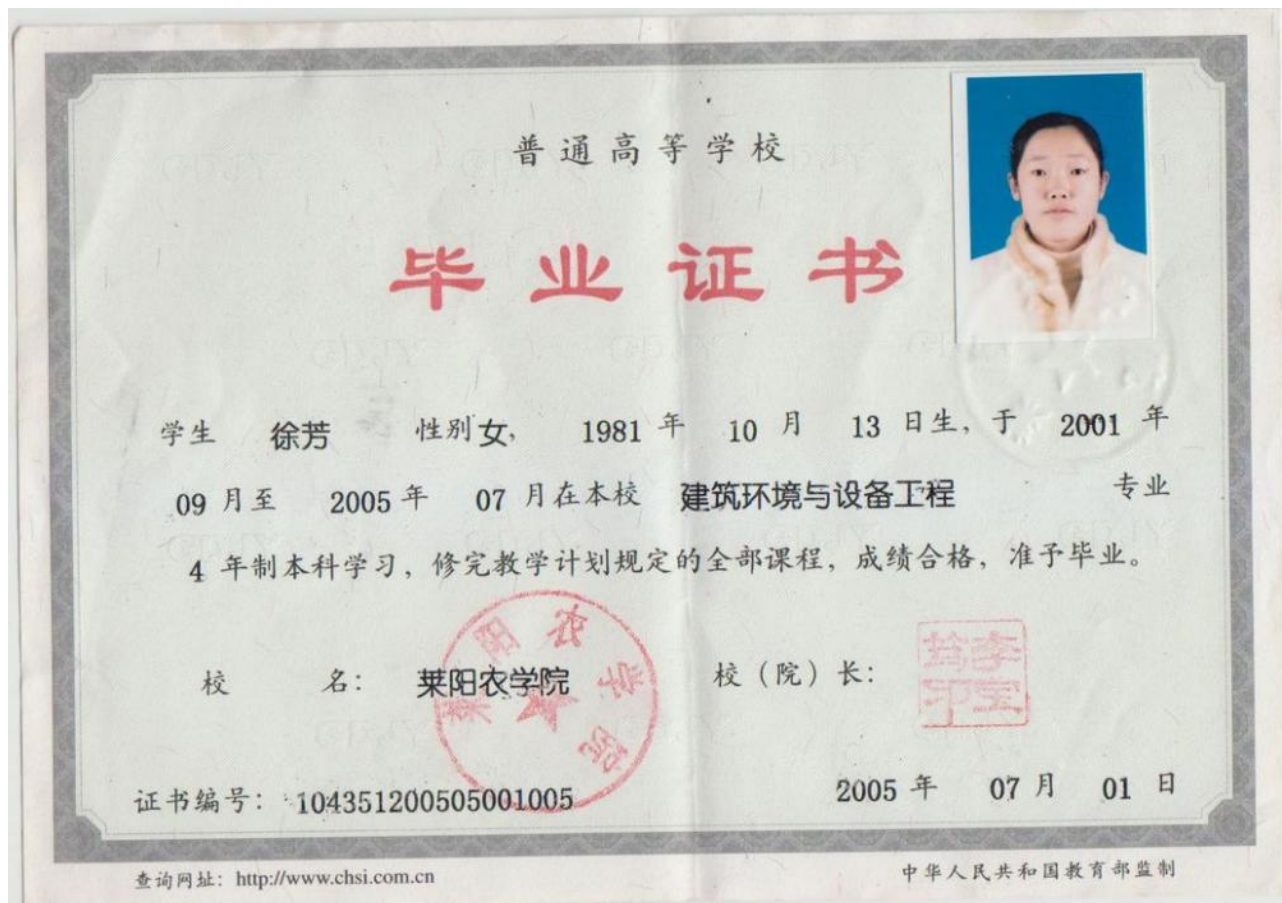 普通高等学校
毕业证书
学生 徐芳 性别女, 1981 年 10 月 13 日生, 于 2001 年
09 月至 2005 年 07 月在本校 建筑环境与设备工程 专业
4 年制本科学习, 修完教学计划规定的全部课程, 成绩合格, 准予毕业。
校 名: 莱阳农学院 校（院）长:
莱阳农学院
证书编号: 104351200505001005 2005 年 07 月 01 日
查询网址: http://www.chsi.com.cn 中华人民共和国教育部监制